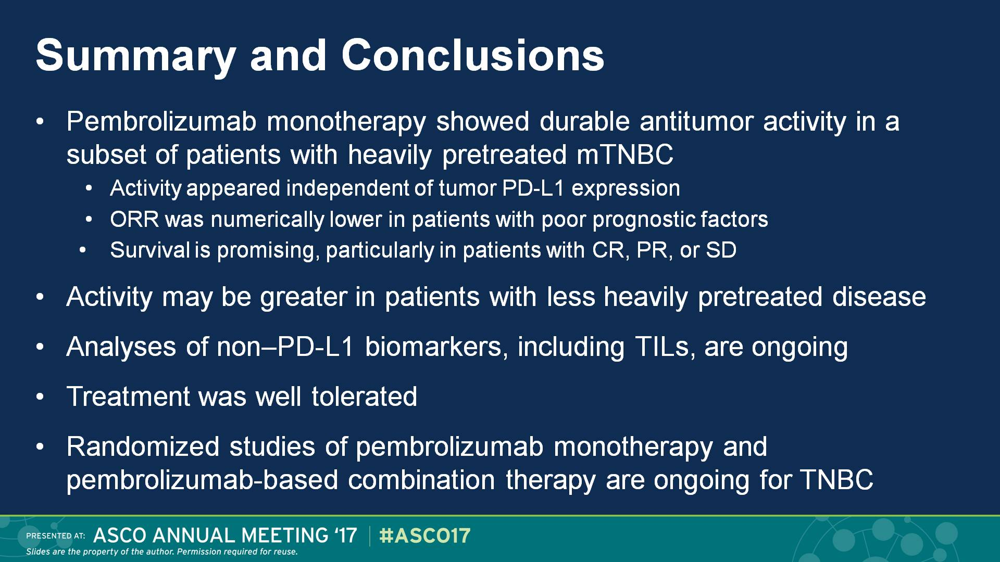 Summary and Conclusions
• Pembrolizumab monotherapy showed durable antitumor activity in a
subset of patients with heavily pretreated mTNBC
• Activity appeared independent of tumor PD-L1 expression
• ORR was numerically lower in patients with poor prognostic factors
• Survival is promising, particularly in patients with CR, PR, or SD
• Activity may be greater in patients with less heavily pretreated disease
• Analyses of non–PD-L1 biomarkers, including TILs, are ongoing
• Treatment was well tolerated
• Randomized studies of pembrolizumab monotherapy and
pembrolizumab-based combination therapy are ongoing for TNBC
PRESENTED AT: ASCO ANNUAL MEETING ‘17 | #ASCO17
Slides are the property of the author. Permission required for reuse.